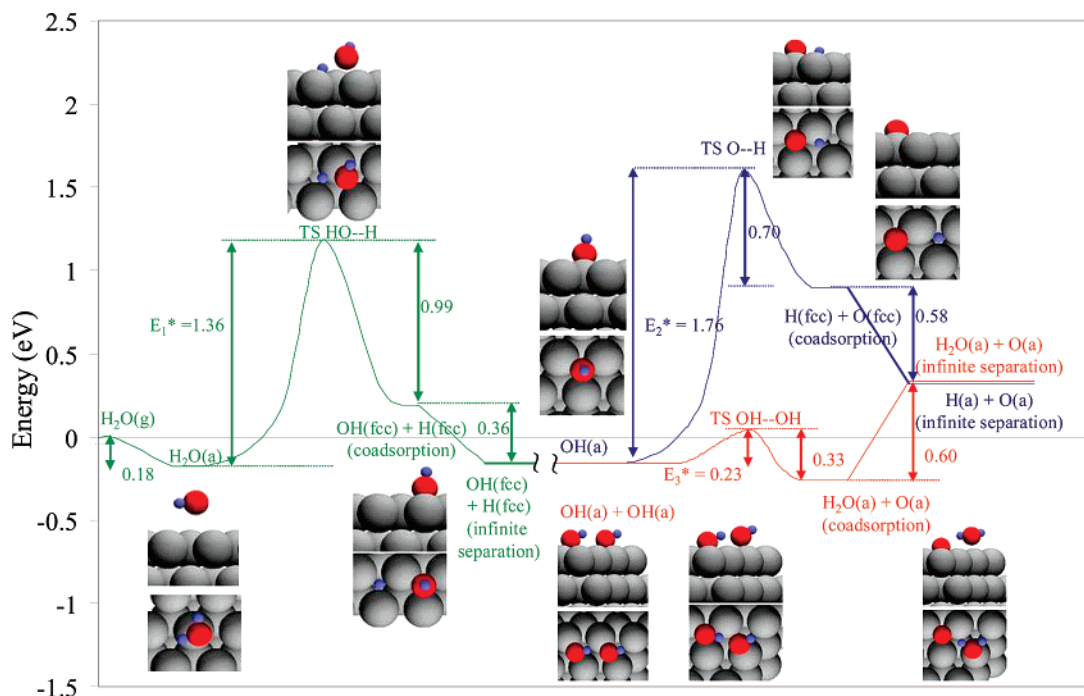 2.5
2
1.5
1
0.5
0
-0.5
-1
-1.5
Energy (eV)
H₂O(g)
0.18
H₂O(a)
E₁* =1.36
TS HO--H
0.99
OH(fcc) + H(fcc)
(coadsorption)
0.36
OH(fcc)
+ H(fcc)
(infinite
separation)
OH(a)
E₂* = 1.76
TS O--H
0.70
H(fcc) + O(fcc)
(coadsorption)
0.58
H₂O(a) + O(a)
(infinite separation)
H(a) + O(a)
(infinite separation)
TS OH--OH
E₃* = 0.23
0.33
0.60
H₂O(a) + O(a)
(coadsorption)
OH(a) + OH(a)